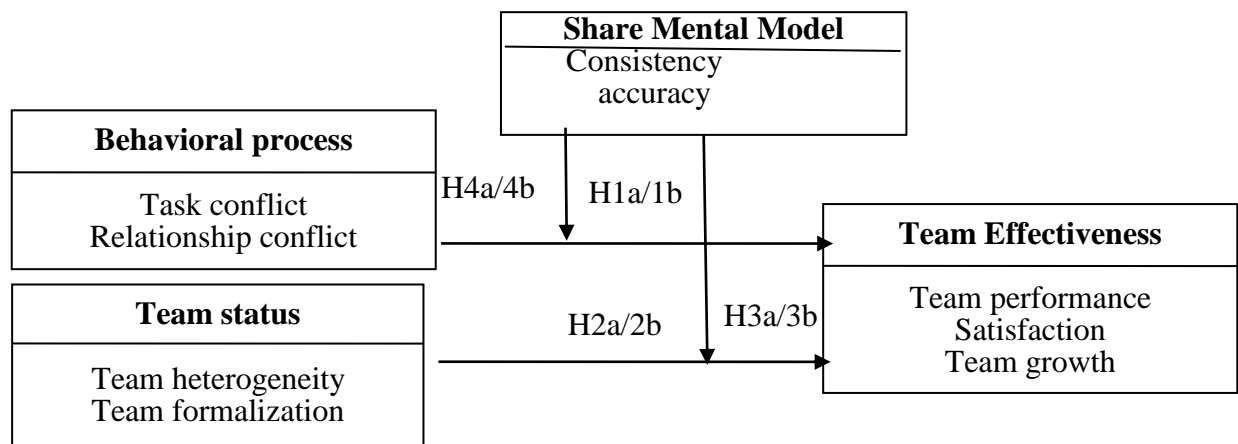 Share Mental Model
Consistency
accuracy
Behavioral process
Task conflict
Relationship conflict
H4a/4b
H1a/1b
Team status
Team heterogeneity
Team formalization
H2a/2b
H3a/3b
Team Effectiveness
Team performance
Satisfaction
Team growth